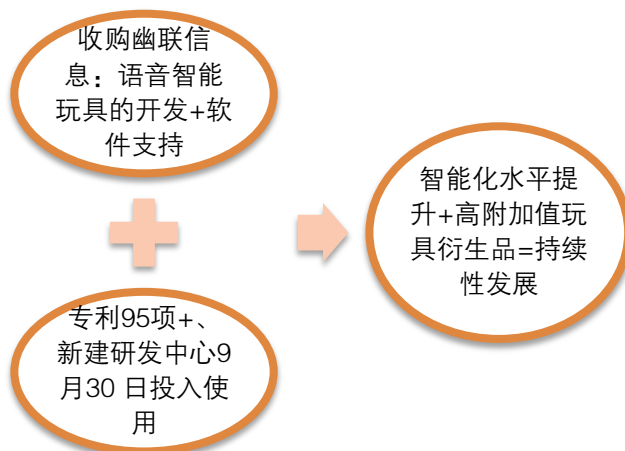 收购幽联信
息：语音智能
玩具的开发+软
件支持
专利95项+、
新建研发中心9
月30 日投入使
用
智能化水平提
升+高附加值玩
具衍生品=持续
性发展